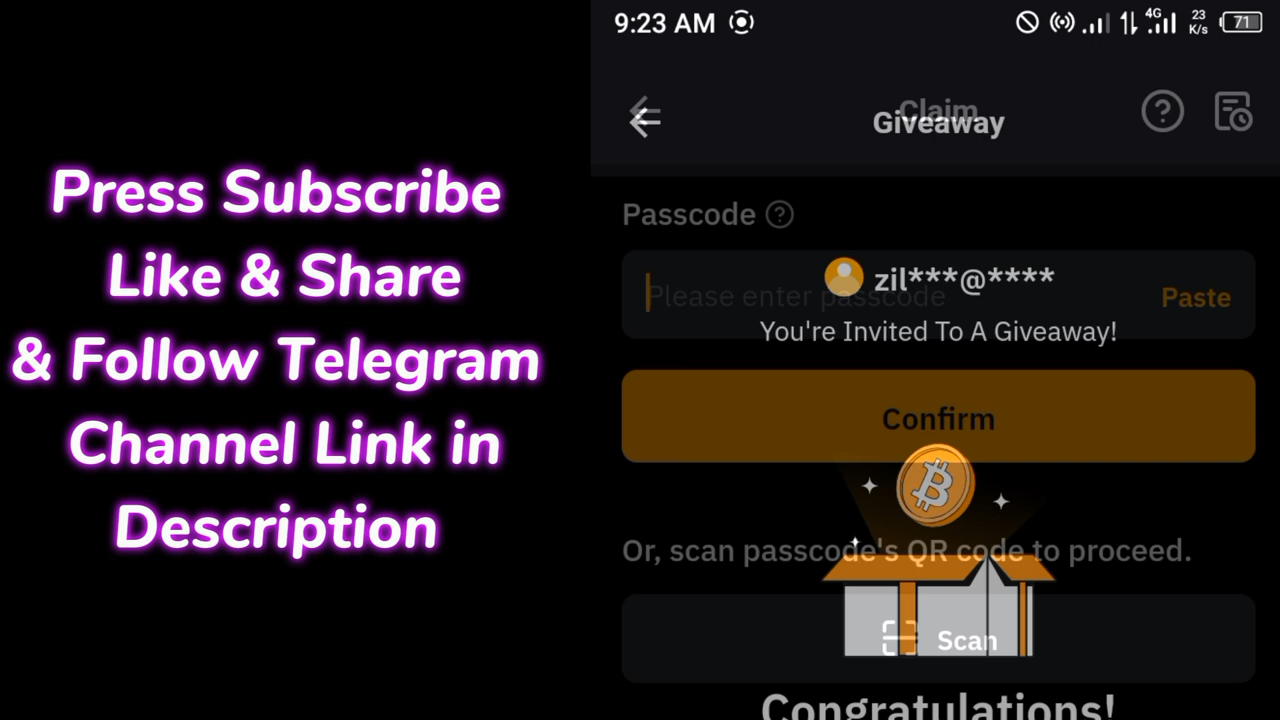 Press Subscribe
Like & Share
& Follow Telegram
Channel Link in
Description
9:23 AM
4G
23
K/s
71
Claim
Giveaway
Passcode
zil***@****
Please enter passcode
Paste
You're Invited To A Giveaway!
Confirm
Or, scan passcode's QR code to proceed.
Scan
Congratulations!